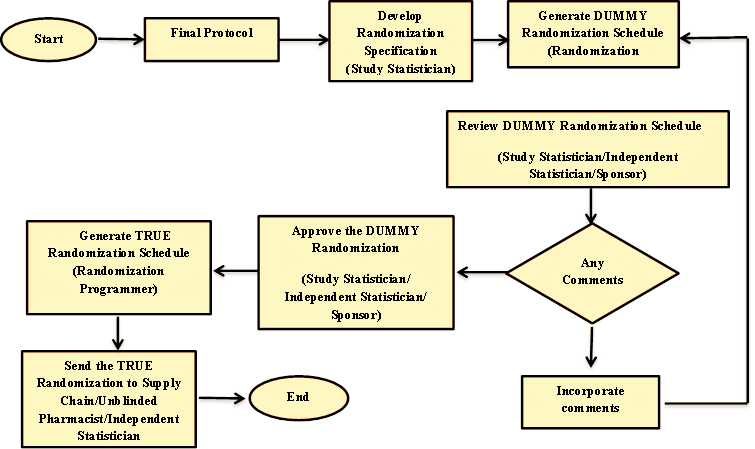 Start
Final Protocol
Develop
Randomization
Specification
(Study Statistician)
Generate DUMMY
Randomization Schedule
(Randomization
Review DUMMY Randomization Schedule
(Study Statistician/Independent
Statistician/Sponsor)
Any
Comments
Approve the DUMMY
Randomization
(Study Statistician/
Independent Statistician/
Sponsor)
Generate TRUE
Randomization Schedule
(Randomization
Programmer)
Send the TRUE
Randomization to Supply
Chain/Unblinded
Pharmacist/Independent
Statistician
End
Incorporate
comments